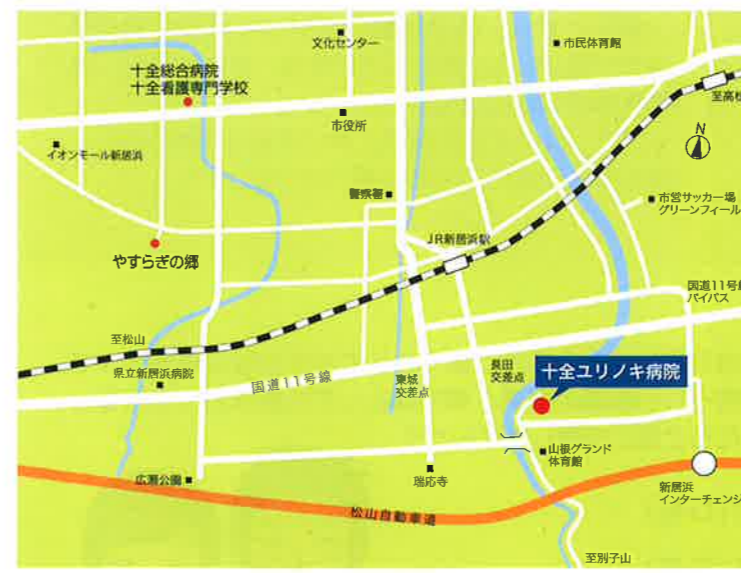 文化センター
市民体育館
十全総合病院
十全看護専門学校
至高松
市役所
N
イオンモール新居浜
警察署
市営サッカー場
グリーンフィール
JR新居浜駅
やすらぎの郷
国道11号線
バイパス
至松山
県立新居浜病院
国道11号線
東城
交差点
長田
交差点
十全ユリノキ病院
山根グランド
体育館
広瀬公園
瑞応寺
新居浜
インターチェンジ
松山自動車道
至別子山